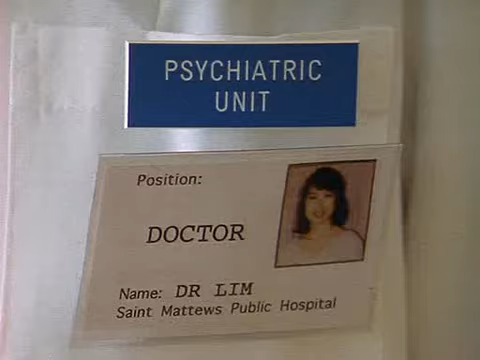 PSYCHIATRIC
UNIT
Position:
DOCTOR
Name: DR LIM
Saint Mattews Public Hospital